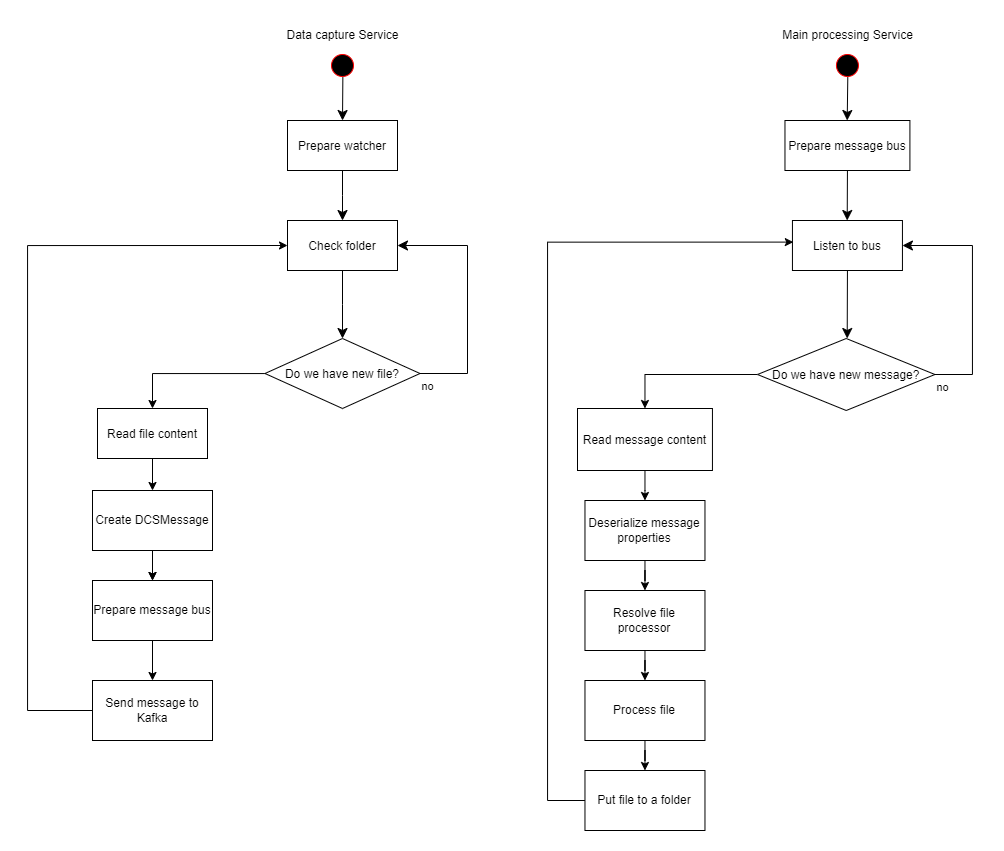 Data capture Service
Prepare watcher
Check folder
Do we have new file?
no
Read file content
Create DCSMessage
Prepare message bus
Send message to
Kafka
Main processing Service
Prepare message bus
Listen to bus
Do we have new message?
no
Read message content
Deserialize message
properties
Resolve file
processor
Process file
Put file to a folder